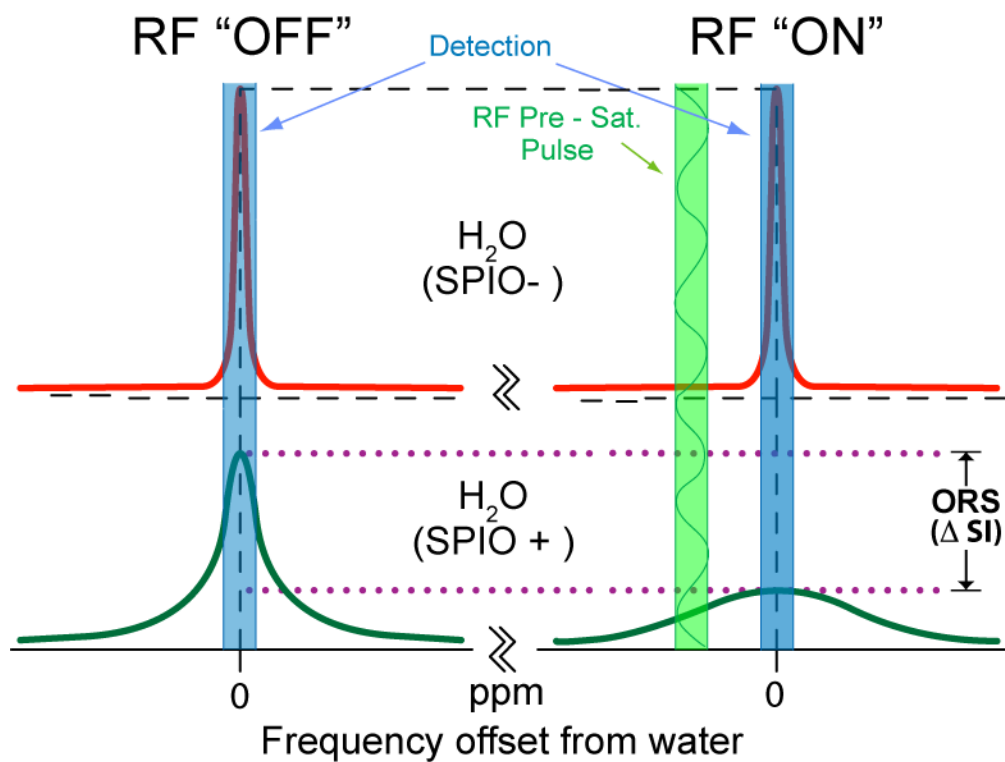 RF “OFF”
RF “ON”
Detection
RF Pre - Sat.
Pulse
H₂O
(SPIO- )
H₂O
(SPIO + )
ORS
(Δ SI)
0
ppm
0
Frequency offset from water